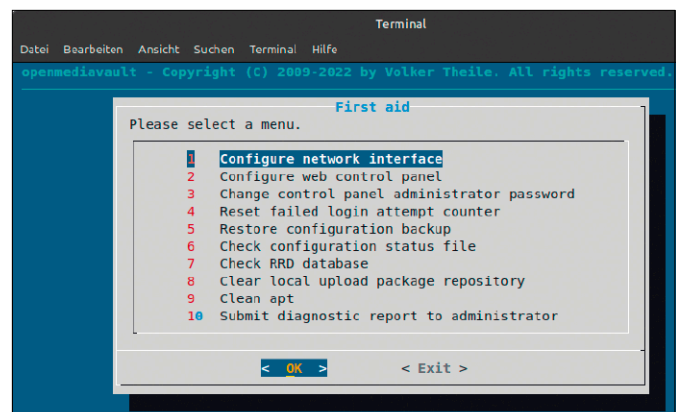 Terminal
Datei Bearbeiten Ansicht Suchen Terminal Hilfe
openmediavault - Copyright (C) 2009-2022 by Volker Theile. All rights reserved.
First aid
Please select a menu.
1 Configure network interface
2 Configure web control panel
3 Change control panel administrator password
4 Reset failed login attempt counter
5 Restore configuration backup
6 Check configuration status file
7 Check RRD database
8 Clear local upload package repository
9 Clean apt
10 Submit diagnostic report to administrator
< OK > < Exit >